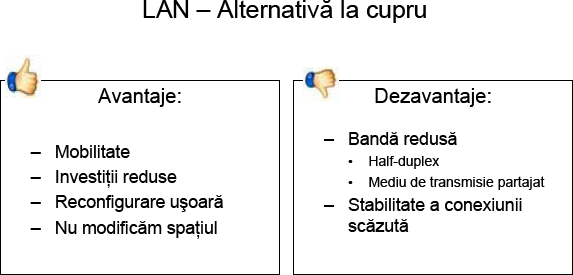 LAN – Alternativă la cupru
Avantaje:
– Mobilitate
– Investiții reduse
– Reconfigurare uşoară
– Nu modificăm spațiul
Dezavantaje:
– Bandă redusă
• Half-duplex
• Mediu de transmisie partajat
– Stabilitate a conexiunii
scăzută